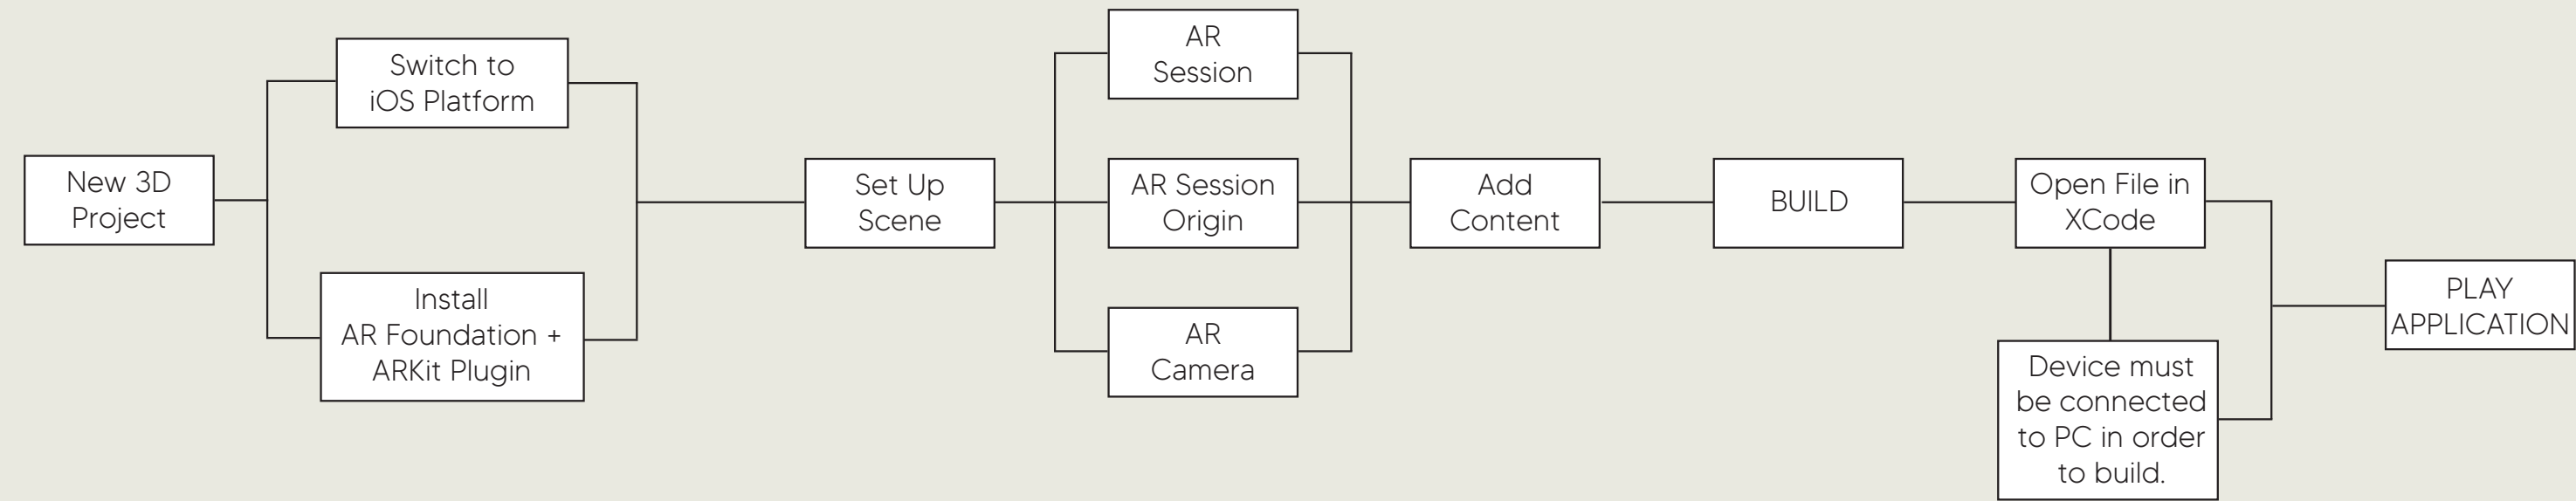 New 3D
Project
Switch to
iOS Platform
Install
AR Foundation +
ARKit Plugin
Set Up
Scene
AR
Session
AR Session
Origin
AR
Camera
Add
Content
BUILD
Open File in
XCode
Device must
be connected
to PC in order
to build.
PLAY
APPLICATION